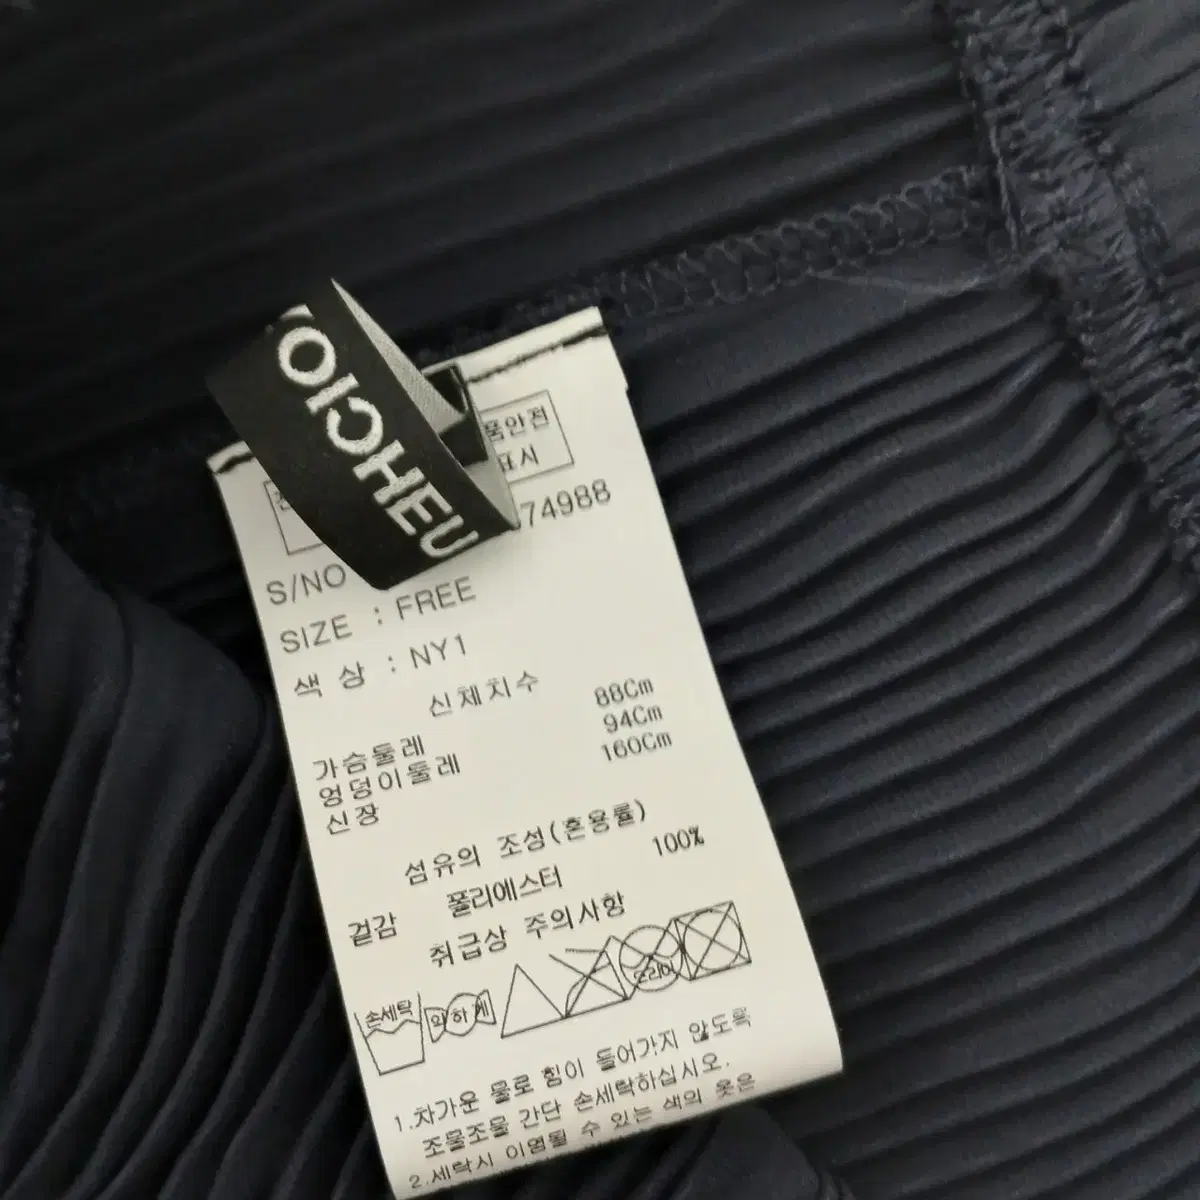 OICHEU
품안전
표시
74988
S/NO
SIZE : FREE
색 상 : NY1
신체치수
가슴둘레 88Cm
엉덩이둘레 94Cm
신장 160Cm
섬유의 조성(혼용률)
겉감 폴리에스터 100%
취급상 주의사항
손세탁 약하게 드라이
1.차가운 물로 힘이 들어가지 않도록
조물조물 간단 손세탁하십시오.
2.세탁시 이염될 수 있는 색의 옷은